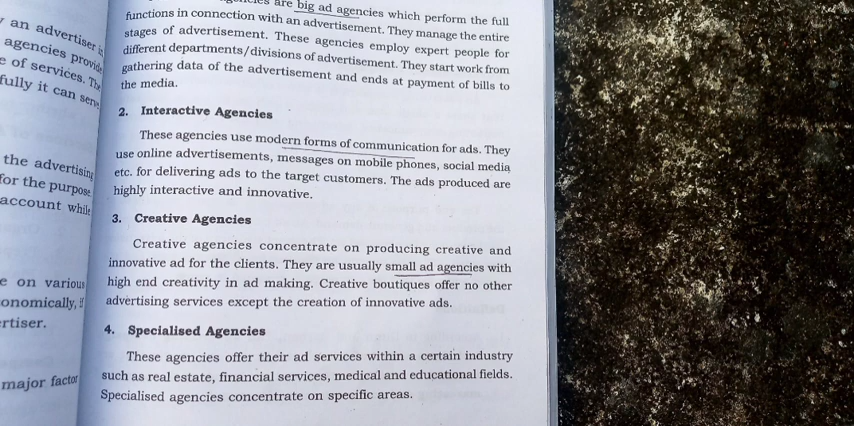 an advertiser
agencies provide
of services. The
fully it can serve
the advertising
for the purpose
account while
e on various
onomically, if
rtiser.
major factor
are big ad agencies which perform the full
functions in connection with an advertisement. They manage the entire
stages of advertisement. These agencies employ expert people for
different departments/divisions of advertisement. They start work from
gathering data of the advertisement and ends at payment of bills to
the media.
2. Interactive Agencies
These agencies use modern forms of communication for ads. They
use online advertisements, messages on mobile phones, social media
etc. for delivering ads to the target customers. The ads produced are
highly interactive and innovative.
3. Creative Agencies
Creative agencies concentrate on producing creative and
innovative ad for the clients. They are usually small ad agencies with
high end creativity in ad making. Creative boutiques offer no other
advertising services except the creation of innovative ads.
4. Specialised Agencies
These agencies offer their ad services within a certain industry
such as real estate, financial services, medical and educational fields.
Specialised agencies concentrate on specific areas.